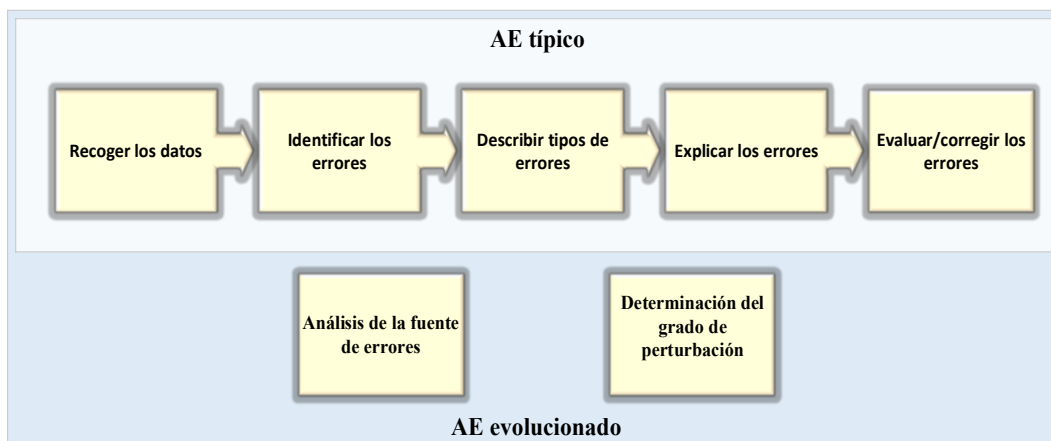 AE típico
Recoger los datos
Identificar los
errores
Describir tipos de
errores
Explicar los errores
Evaluar/corregir los
errores
Análisis de la fuente
de errores
Determinación del
grado de
perturbación
AE evolucionado